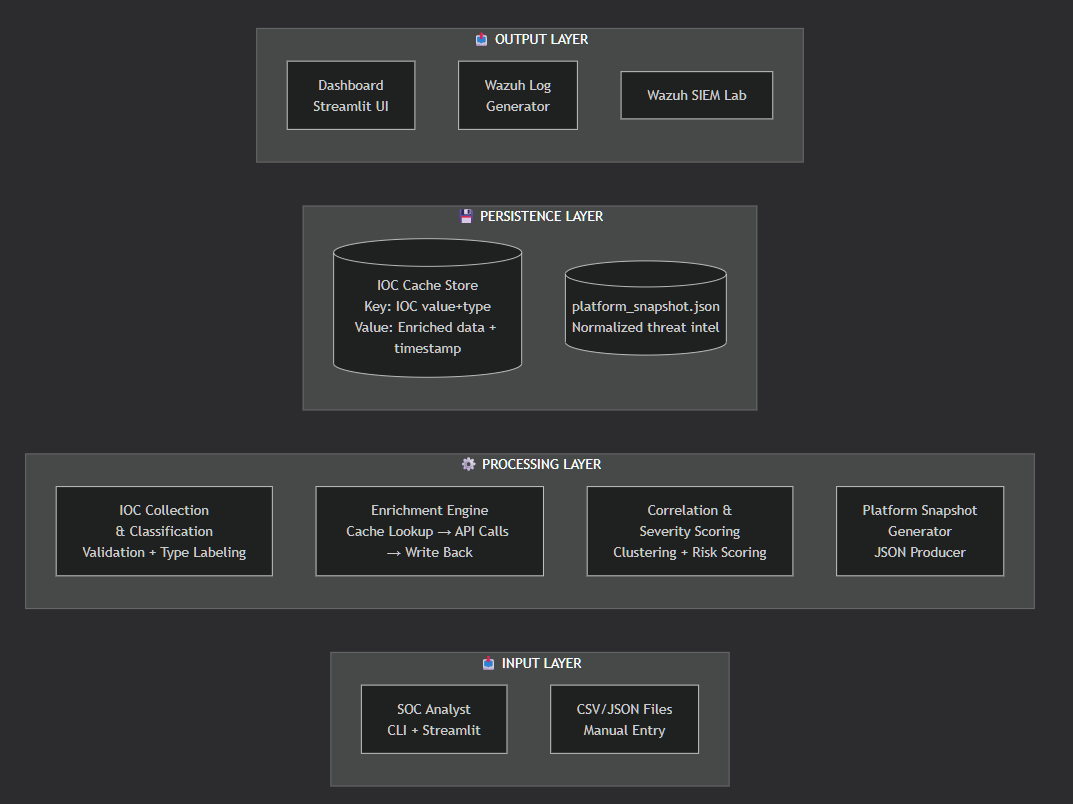 OUTPUT LAYER
Dashboard
Streamlit UI
Wazuh Log
Generator
Wazuh SIEM Lab
PERSISTENCE LAYER
IOC Cache Store
Key: IOC value+type
Value: Enriched data +
timestamp
platform_snapshot.json
Normalized threat intel
PROCESSING LAYER
IOC Collection
& Classification
Validation + Type Labeling
Enrichment Engine
Cache Lookup → API Calls
→ Write Back
Correlation &
Severity Scoring
Clustering + Risk Scoring
Platform Snapshot
Generator
JSON Producer
INPUT LAYER
SOC Analyst
CLI + Streamlit
CSV/JSON Files
Manual Entry